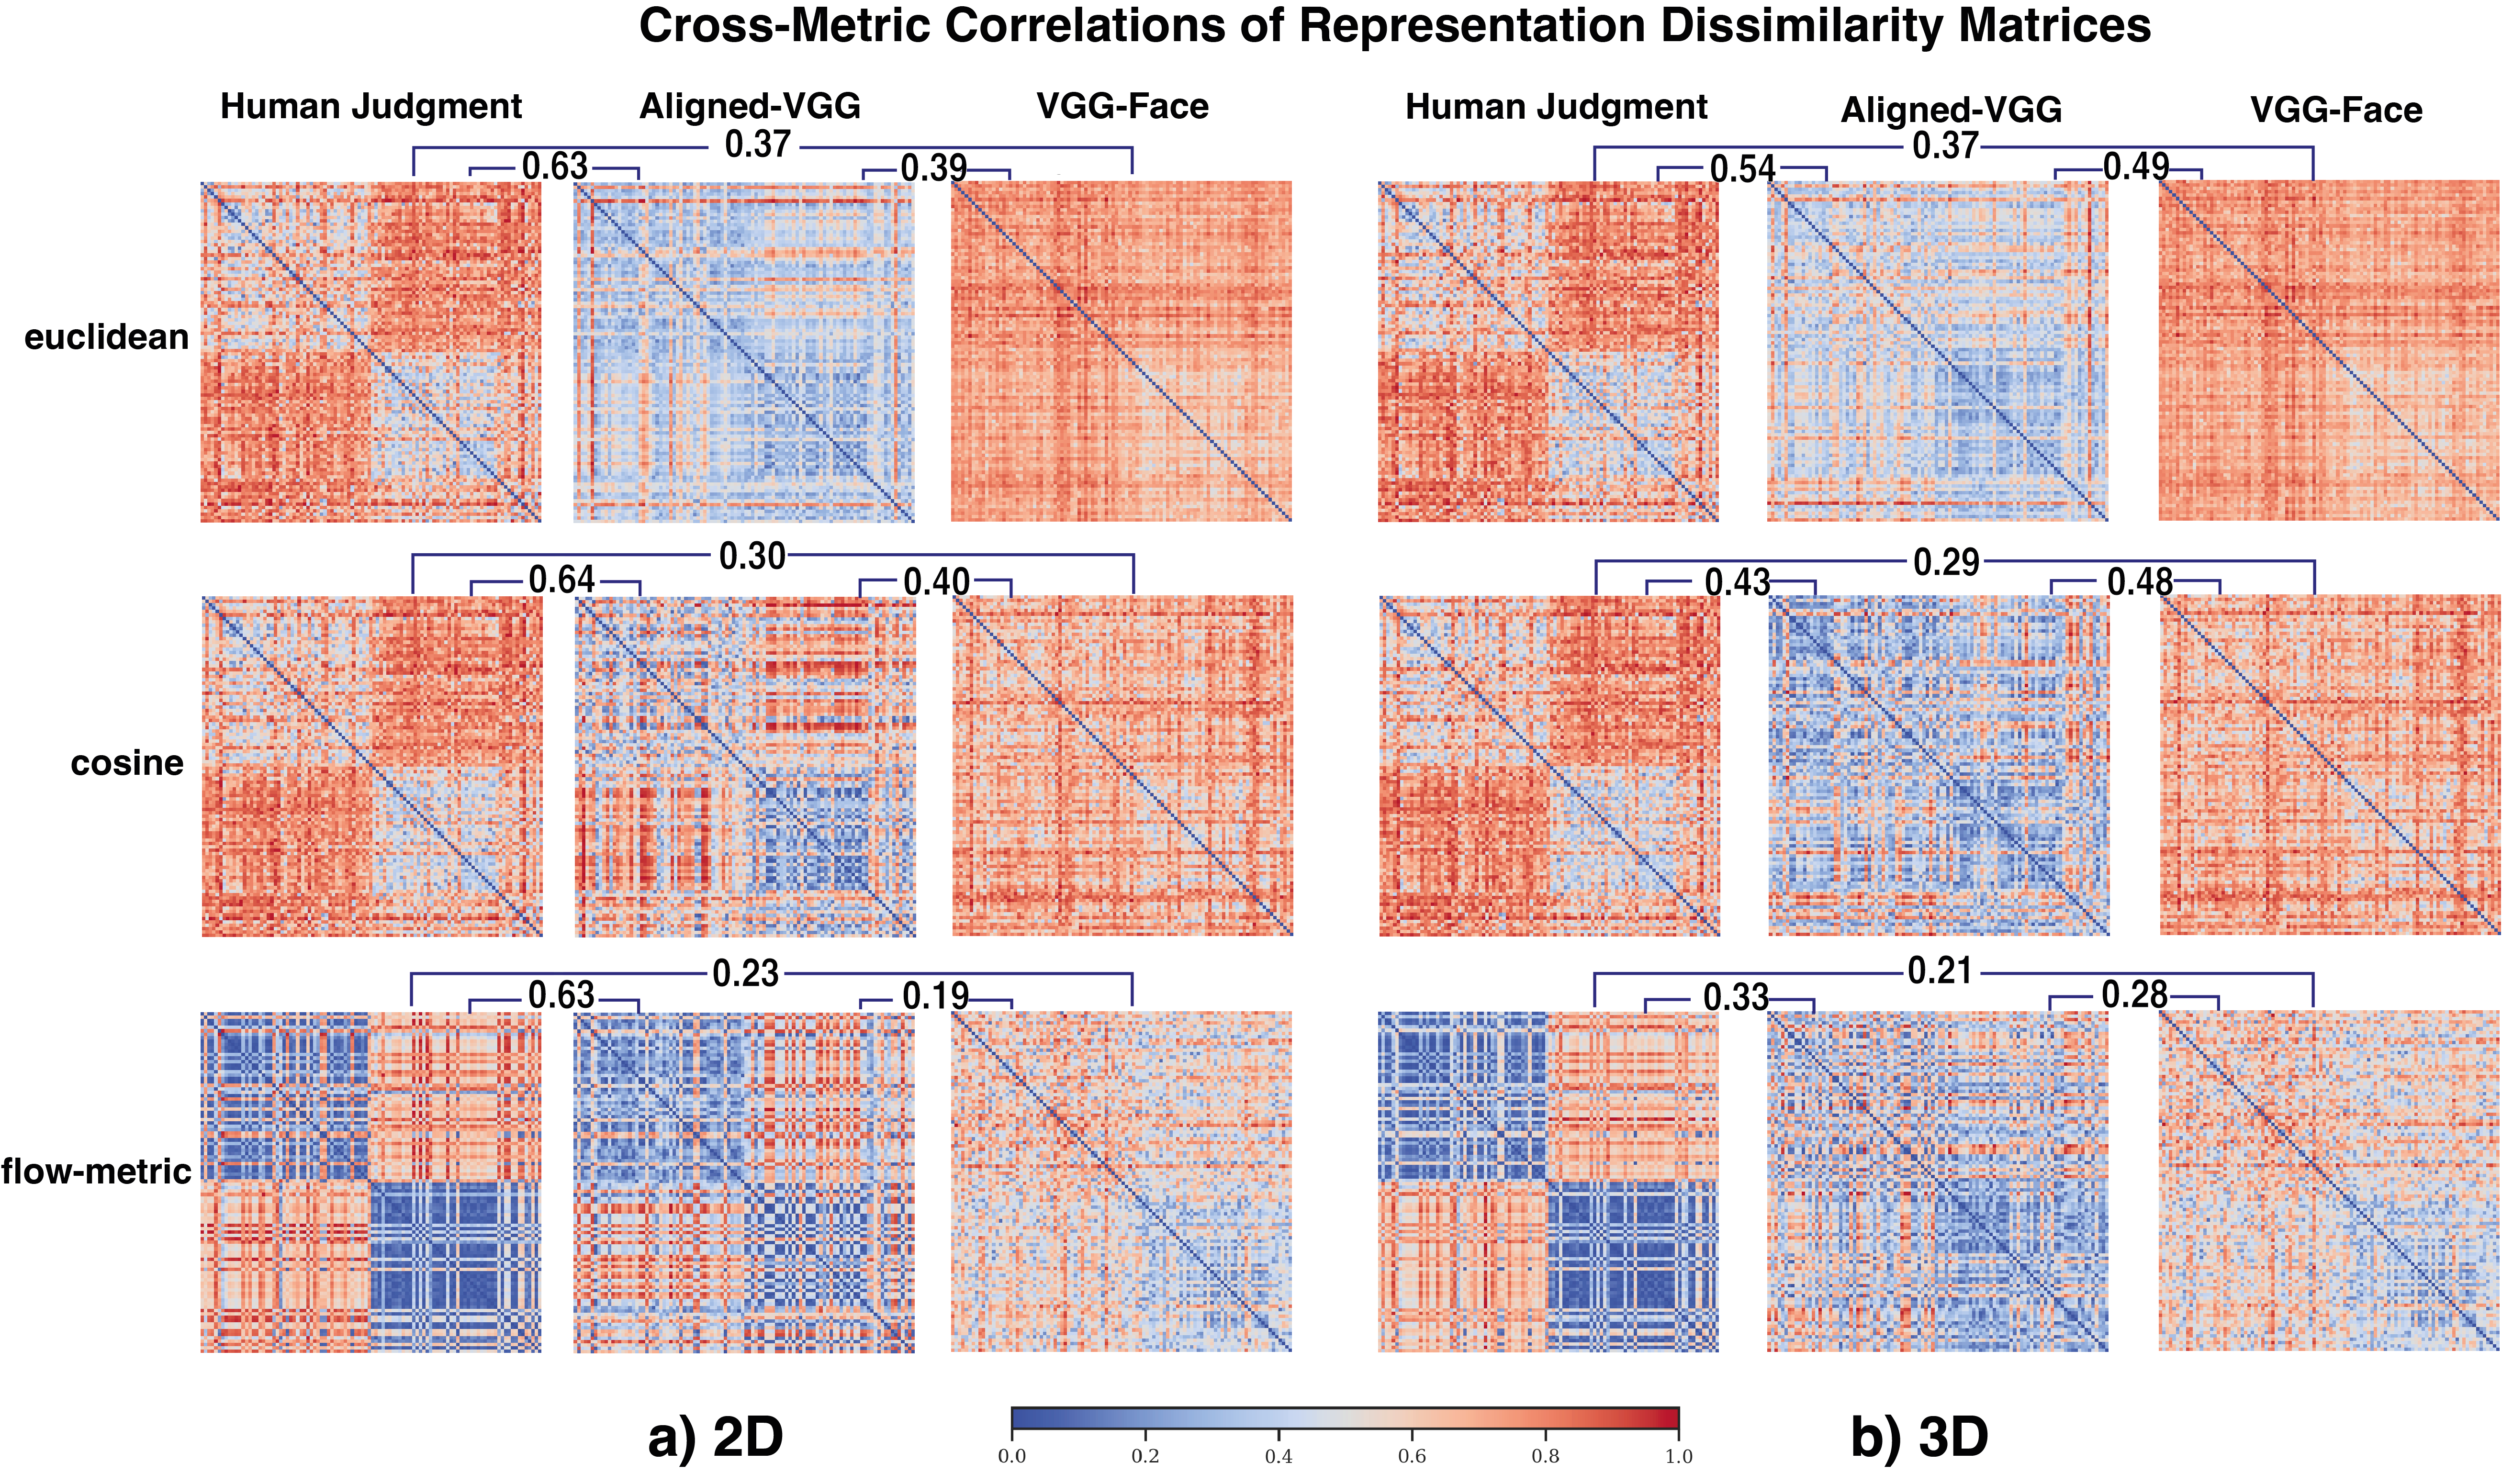 Cross-Metric Correlations of Representation Dissimilarity Matrices
Human Judgment Aligned-VGG VGG-Face Human Judgment Aligned-VGG VGG-Face
0.37 0.37
0.63 0.39 0.54 0.49
euclidean
0.30 0.29
0.64 0.40 0.43 0.48
cosine
0.23 0.21
0.63 0.19 0.33 0.28
flow-metric
a) 2D b) 3D
0.0 0.2 0.4 0.6 0.8 1.0